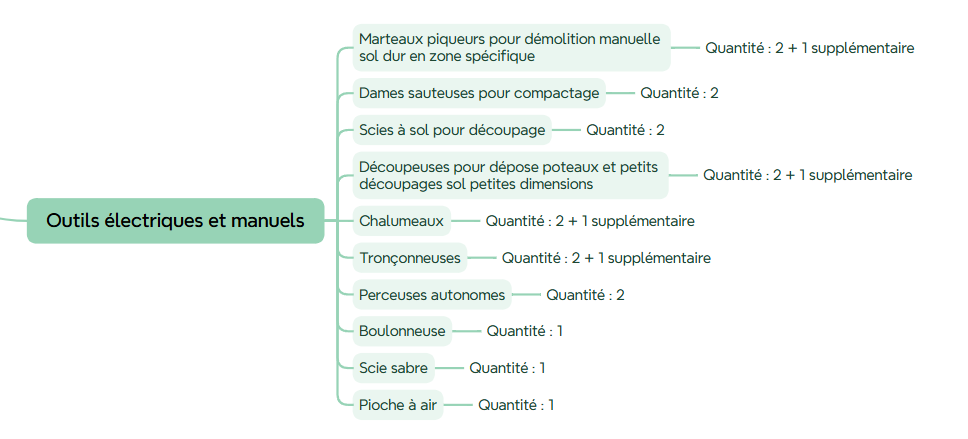 Outils électriques et manuels
Marteaux piqueurs pour démolition manuelle
sol dur en zone spécifique
Quantité : 2 + 1 supplémentaire
Dames sauteuses pour compactage
Quantité : 2
Scies à sol pour découpage
Quantité : 2
Découpeuses pour dépose poteaux et petits
découpages sol petites dimensions
Quantité : 2 + 1 supplémentaire
Chalumeaux
Quantité : 2 + 1 supplémentaire
Tronçonneuses
Quantité : 2 + 1 supplémentaire
Perceuses autonomes
Quantité : 2
Boulonneuse
Quantité : 1
Scie sabre
Quantité : 1
Pioche à air
Quantité : 1